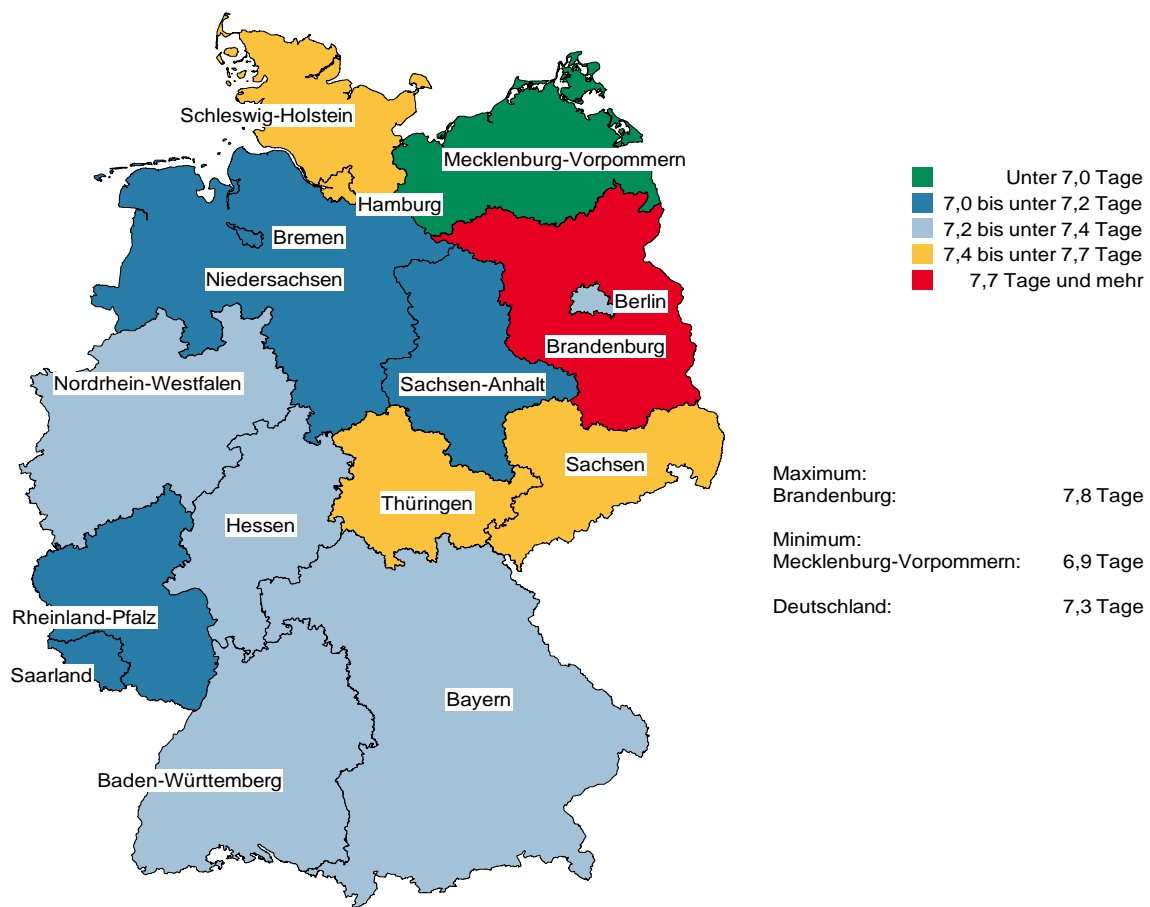 Schleswig-Holstein
Mecklenburg-Vorpommern
Hamburg
Bremen
Niedersachsen
Berlin
Brandenburg
Nordrhein-Westfalen
Sachsen-Anhalt
Sachsen
Thüringen
Hessen
Rheinland-Pfalz
Saarland
Bayern
Baden-Württemberg
Unter 7,0 Tage
7,0 bis unter 7,2 Tage
7,2 bis unter 7,4 Tage
7,4 bis unter 7,7 Tage
7,7 Tage und mehr
Maximum:
Brandenburg: 7,8 Tage
Minimum:
Mecklenburg-Vorpommern: 6,9 Tage
Deutschland: 7,3 Tage